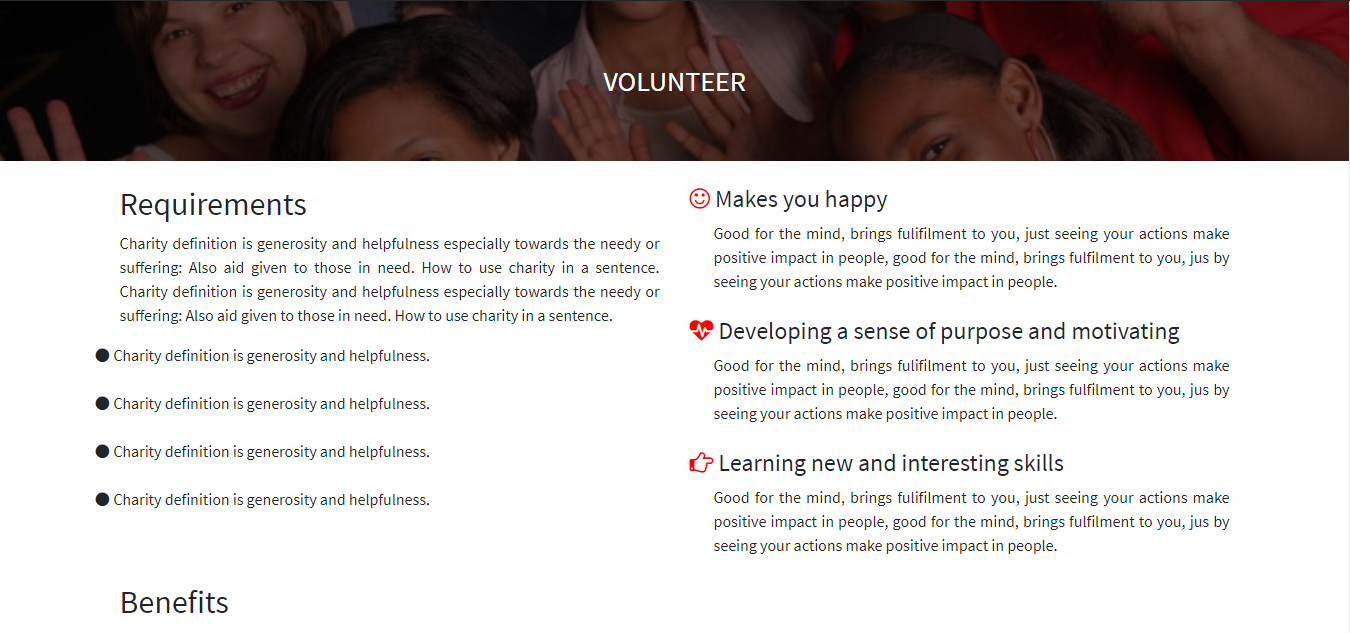 VOLUNTEER
Requirements
Charity definition is generosity and helpfulness especially towards the needy or
suffering: Also aid given to those in need. How to use charity in a sentence.
Charity definition is generosity and helpfulness especially towards the needy or
suffering: Also aid given to those in need. How to use charity in a sentence.
Charity definition is generosity and helpfulness.
Charity definition is generosity and helpfulness.
Charity definition is generosity and helpfulness.
Charity definition is generosity and helpfulness.
Benefits
Makes you happy
Good for the mind, brings fulifilment to you, just seeing your actions make
positive impact in people, good for the mind, brings fulfilment to you, jus by
seeing your actions make positive impact in people.
Developing a sense of purpose and motivating
Good for the mind, brings fulifilment to you, just seeing your actions make
positive impact in people, good for the mind, brings fulfilment to you, jus by
seeing your actions make positive impact in people.
Learning new and interesting skills
Good for the mind, brings fulifilment to you, just seeing your actions make
positive impact in people, good for the mind, brings fulfilment to you, jus by
seeing your actions make positive impact in people.